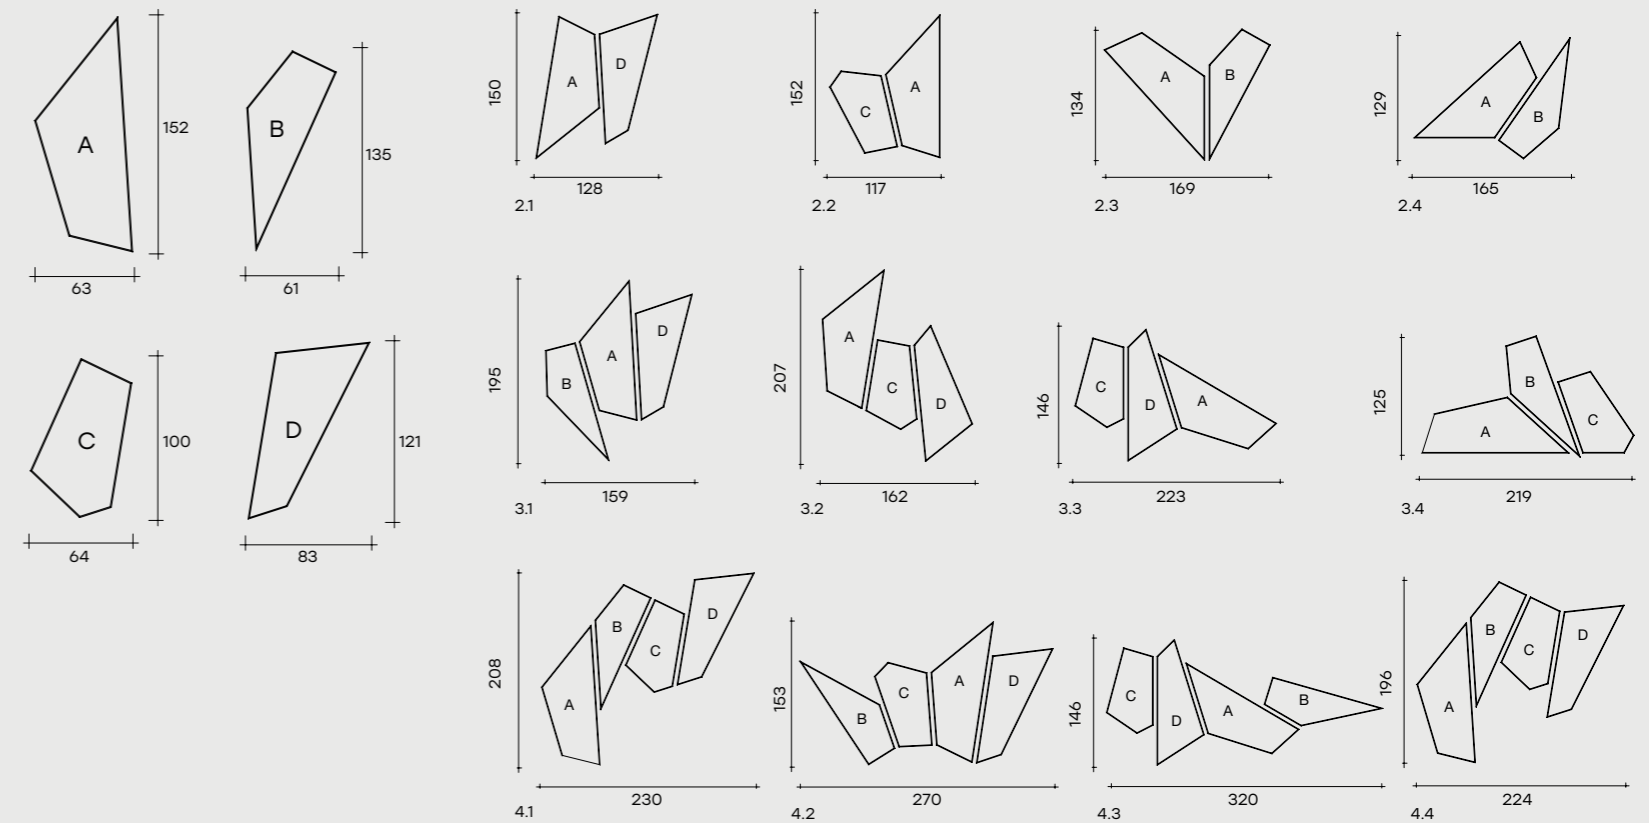 A
152
63
B
135
61
C
100
64
D
121
83
150
A
D
128
2.1
152
C
A
117
2.2
134
A
B
169
2.3
129
A
B
165
2.4
195
B
A
D
159
3.1
207
A
C
D
162
3.2
146
C
D
A
223
3.3
125
A
B
C
219
3.4
208
A
B
C
D
230
4.1
153
B
C
A
D
270
4.2
146
C
D
A
B
320
4.3
196
A
B
C
D
224
4.4